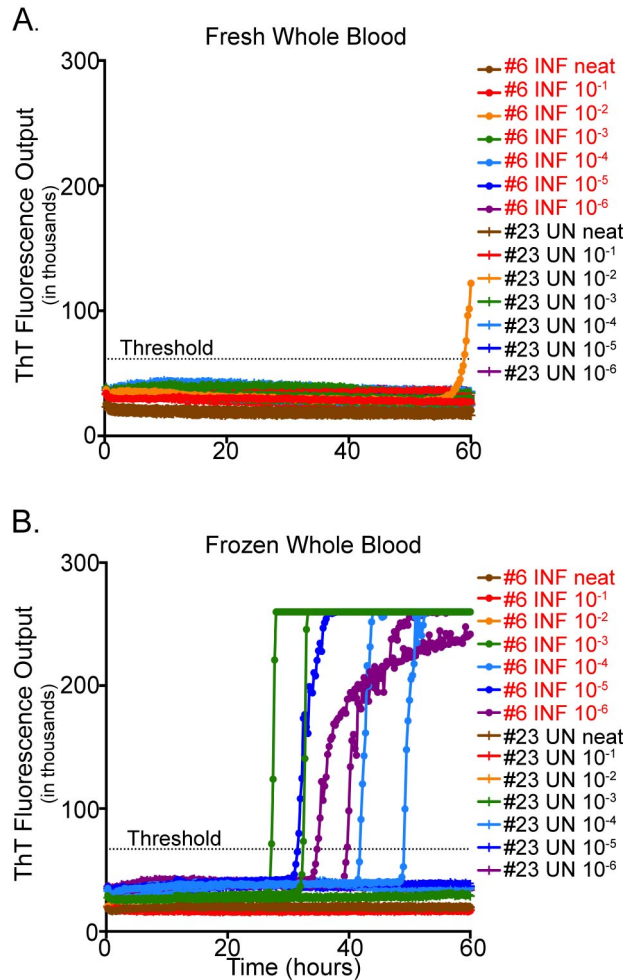 A.
Fresh Whole Blood
ThT Fluorescence Output
(in thousands)
300
200
100
0
Threshold
0 20 40 60
#6 INF neat
#6 INF 10⁻¹
#6 INF 10⁻²
#6 INF 10⁻³
#6 INF 10⁻⁴
#6 INF 10⁻⁵
#6 INF 10⁻⁶
#23 UN neat
#23 UN 10⁻¹
#23 UN 10⁻²
#23 UN 10⁻³
#23 UN 10⁻⁴
#23 UN 10⁻⁵
#23 UN 10⁻⁶
B.
Frozen Whole Blood
ThT Fluorescence Output
(in thousands)
300
200
100
0
Threshold
0 20 40 60
Time (hours)
#6 INF neat
#6 INF 10⁻¹
#6 INF 10⁻²
#6 INF 10⁻³
#6 INF 10⁻⁴
#6 INF 10⁻⁵
#6 INF 10⁻⁶
#23 UN neat
#23 UN 10⁻¹
#23 UN 10⁻²
#23 UN 10⁻³
#23 UN 10⁻⁴
#23 UN 10⁻⁵
#23 UN 10⁻⁶